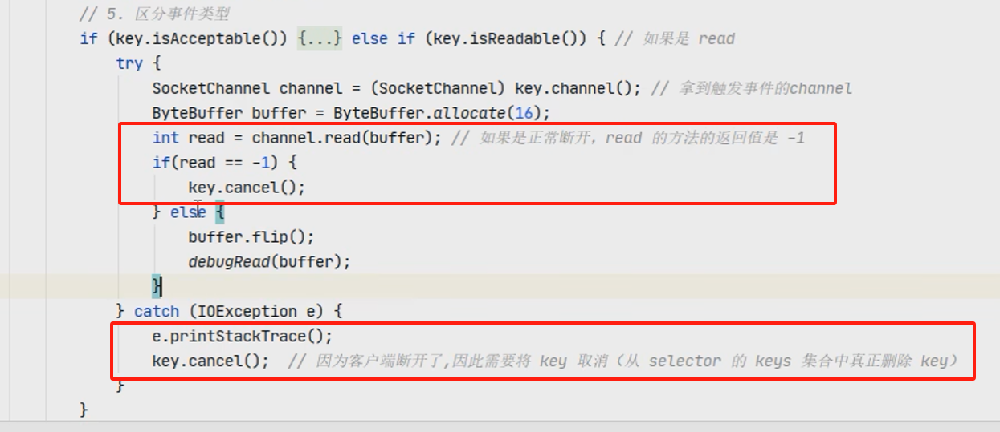 // 5. 区分事件类型
if (key.isAcceptable()) {...} else if (key.isReadable()) { // 如果是 read
try {
SocketChannel channel = (SocketChannel) key.channel(); // 拿到触发事件的channel
ByteBuffer buffer = ByteBuffer.allocate(16);
int read = channel.read(buffer); // 如果是正常断开，read 的方法的返回值是 -1
if(read == -1) {
key.cancel();
} else {
buffer.flip();
debugRead(buffer);
}
} catch (IOException e) {
e.printStackTrace();
key.cancel(); // 因为客户端断开了,因此需要将 key 取消（从 selector 的 keys 集合中真正删除 key）
}
}